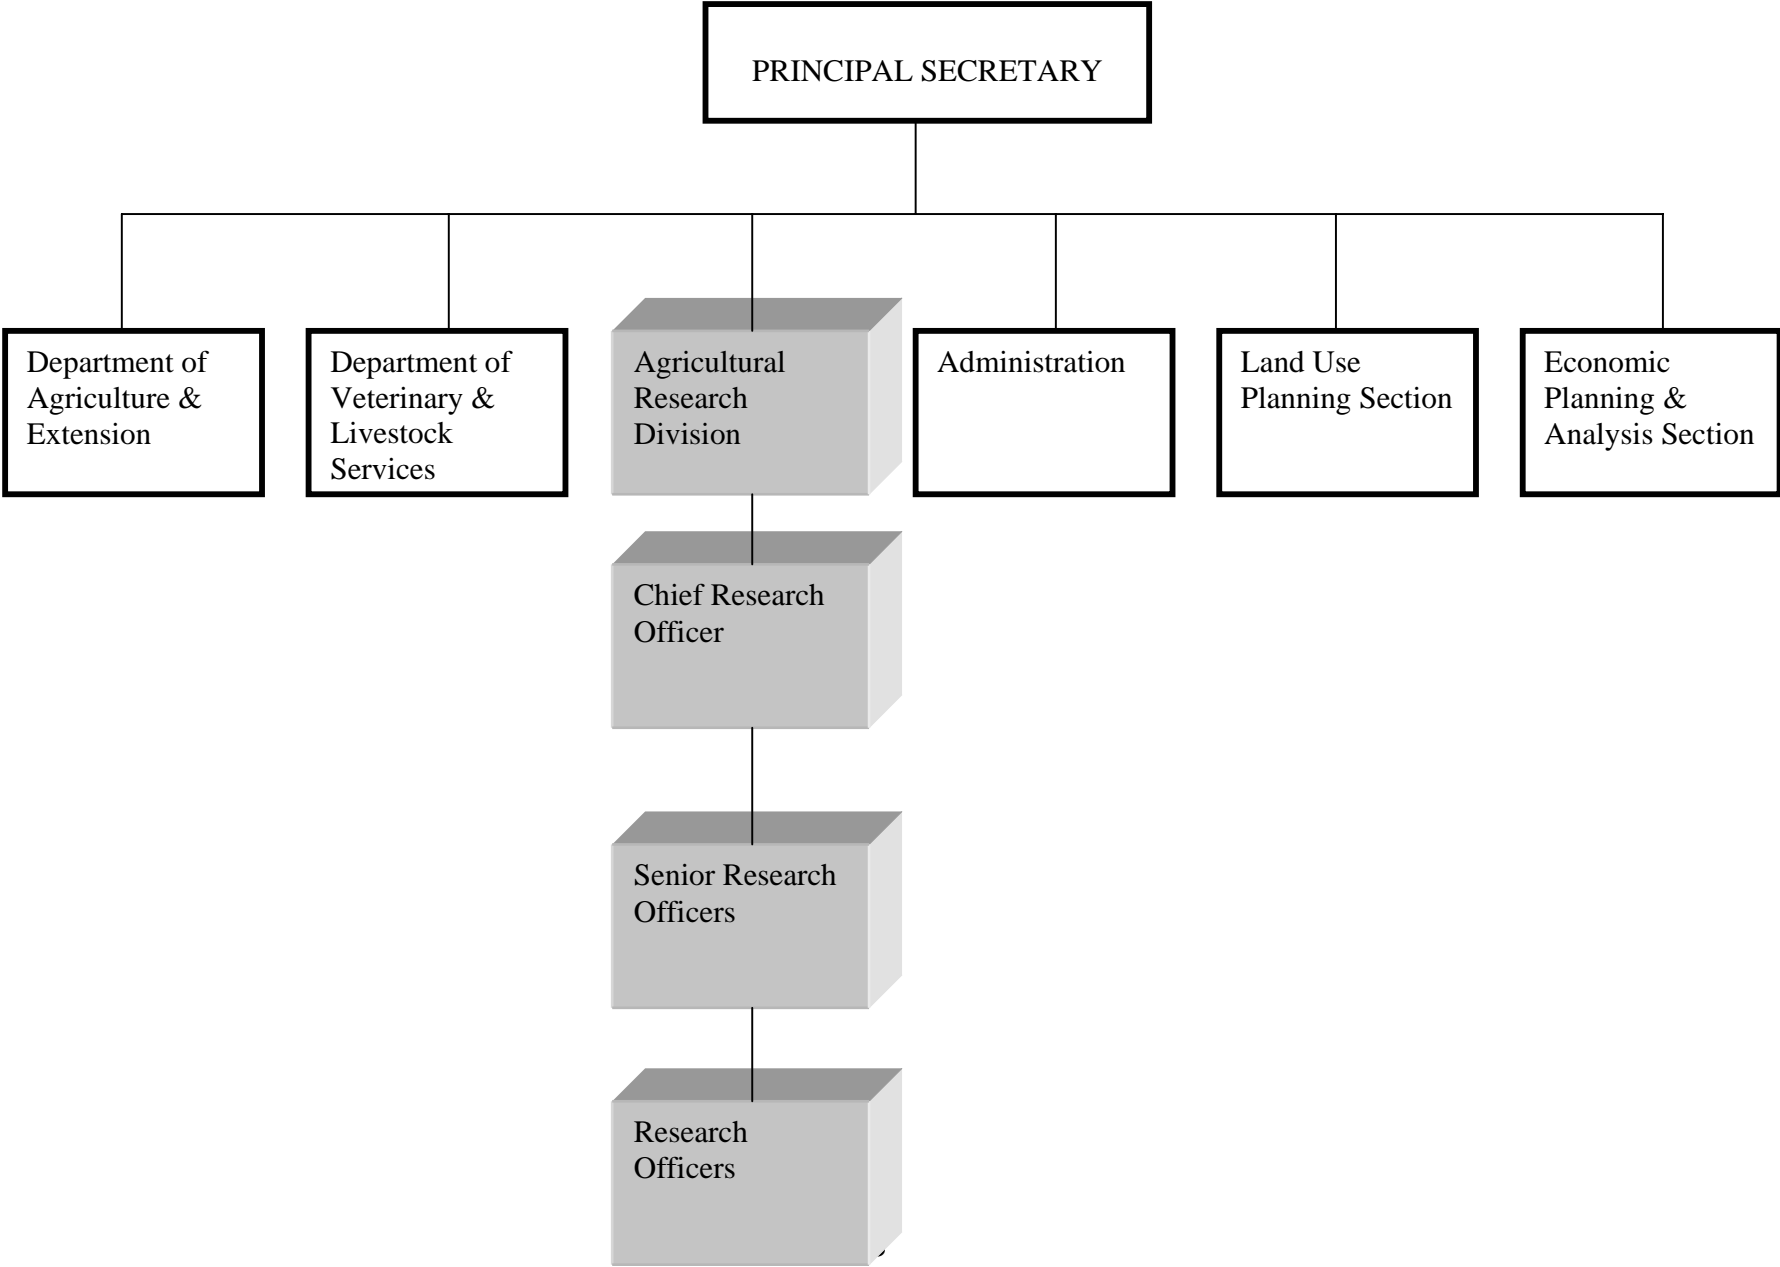 PRINCIPAL SECRETARY
Department of
Agriculture &
Extension
Department of
Veterinary &
Livestock
Services
Agricultural
Research
Division
Administration
Land Use
Planning Section
Economic
Planning &
Analysis Section
Chief Research
Officer
Senior Research
Officers
Research
Officers